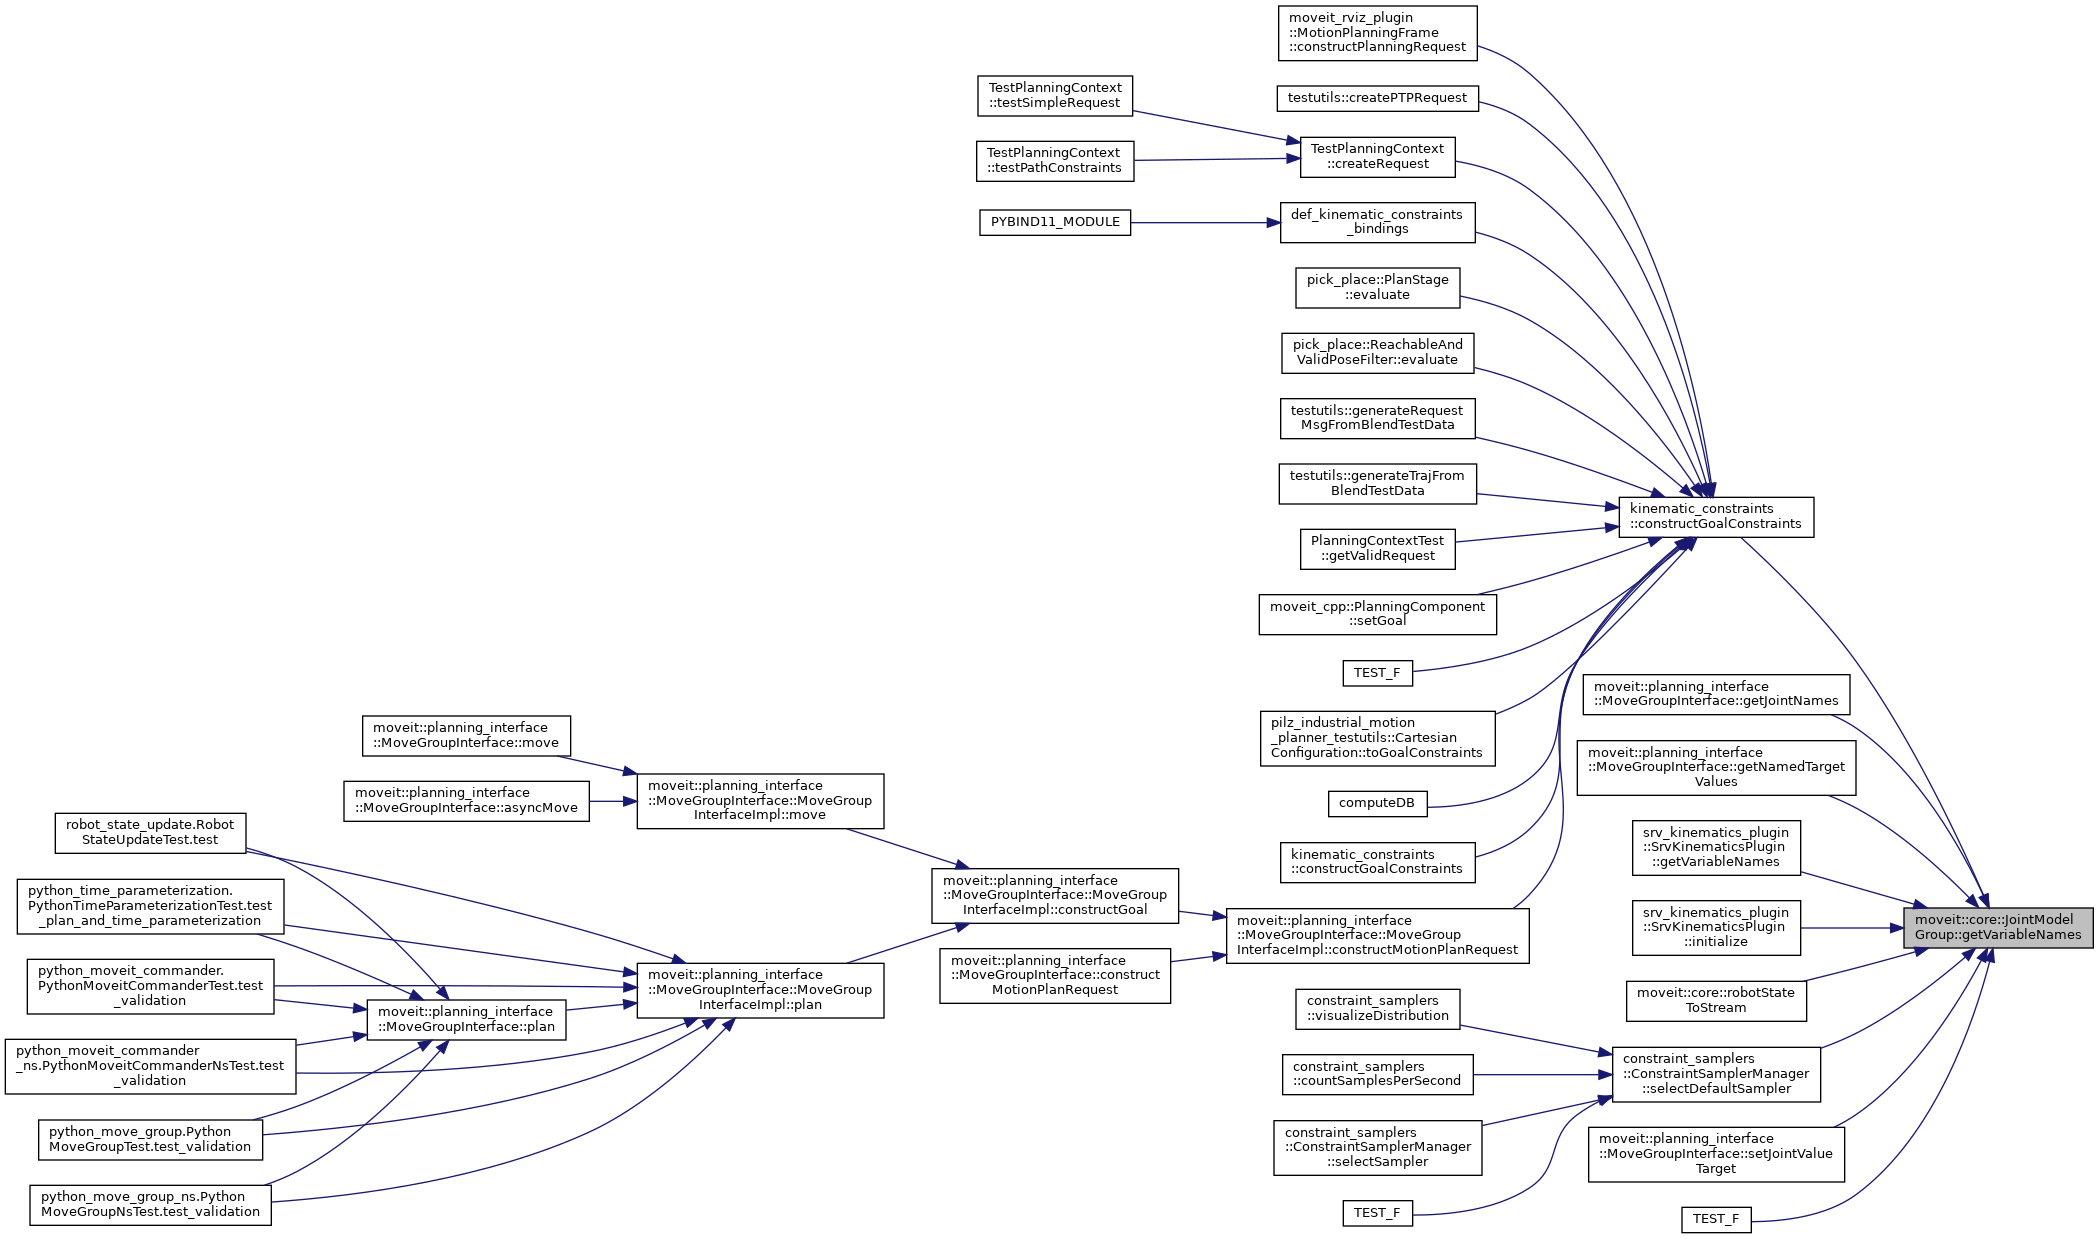 moveit_rviz_plugin
::MotionPlanningFrame
::constructPlanningRequest
TestPlanningContext
::testSimpleRequest
testutils::createPTPRequest
TestPlanningContext
::createRequest
TestPlanningContext
::testPathConstraints
PYBIND11_MODULE
def_kinematic_constraints
_bindings
pick_place::PlanStage
::evaluate
pick_place::ReachableAnd
ValidPoseFilter::evaluate
testutils::generateRequest
MsgFromBlendTestData
testutils::generateTrajFrom
BlendTestData
kinematic_constraints
::constructGoalConstraints
PlanningContextTest
::getValidRequest
moveit_cpp::PlanningComponent
::setGoal
TEST_F
moveit::planning_interface
::MoveGroupInterface::getJointNames
pilz_industrial_motion
_planner_testutils::Cartesian
Configuration::toGoalConstraints
moveit::planning_interface
::MoveGroupInterface::getNamedTarget
Values
moveit::planning_interface
::MoveGroupInterface::move
moveit::planning_interface
::MoveGroupInterface::asyncMove
moveit::planning_interface
::MoveGroupInterface::MoveGroup
InterfaceImpl::move
computeDB
robot_state_update.Robot
StateUpdateTest.test
kinematic_constraints
::constructGoalConstraints
srv_kinematics_plugin
::SrvKinematicsPlugin
::getVariableNames
python_time_parameterization.
PythonTimeParameterizationTest.test
_plan_and_time_parameterization
moveit::planning_interface
::MoveGroupInterface::MoveGroup
InterfaceImpl::constructGoal
moveit::planning_interface
::MoveGroupInterface::MoveGroup
InterfaceImpl::constructMotionPlanRequest
srv_kinematics_plugin
::SrvKinematicsPlugin
::initialize
moveit::core::JointModel
Group::getVariableNames
python_moveit_commander.
PythonMoveitCommanderTest.test
_validation
moveit::planning_interface
::MoveGroupInterface::plan
moveit::planning_interface
::MoveGroupInterface::MoveGroup
InterfaceImpl::plan
moveit::planning_interface
::MoveGroupInterface::construct
MotionPlanRequest
constraint_samplers
::visualizeDistribution
moveit::core::robotState
ToStream
python_moveit_commander
_ns.PythonMoveitCommanderNsTest.test
_validation
constraint_samplers
::countSamplesPerSecond
constraint_samplers
::ConstraintSamplerManager
::selectDefaultSampler
python_move_group.Python
MoveGroupTest.test_validation
constraint_samplers
::ConstraintSamplerManager
::selectSampler
moveit::planning_interface
::MoveGroupInterface::setJointValue
Target
python_move_group_ns.Python
MoveGroupNsTest.test_validation
TEST_F
TEST_F